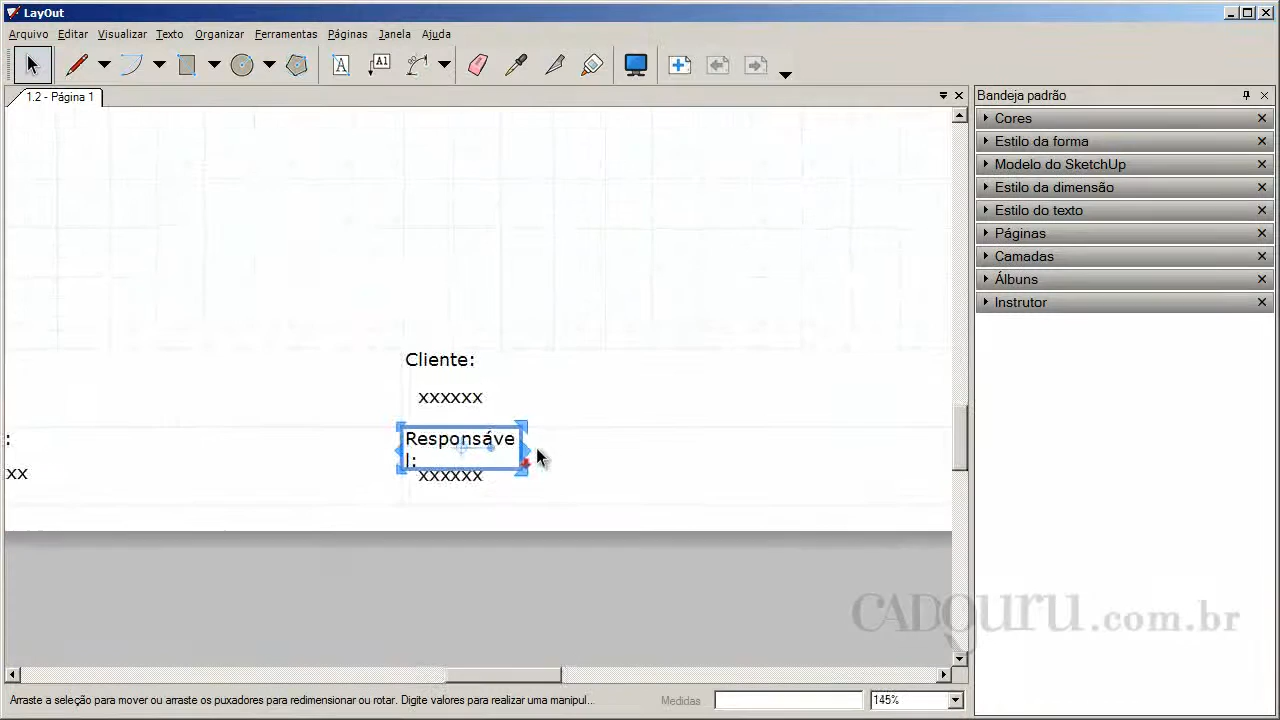 LayOut
Arquivo Editar Visualizar Texto Organizar Ferramentas Páginas Janela Ajuda
A A1
1.2 - Página 1
Bandeja padrão
Cores
Estilo da forma
Modelo do SketchUp
Estilo da dimensão
Estilo do texto
Páginas
Camadas
Álbuns
Instrutor
Cliente:
xxxxxx
:
Responsáve
l:
xx
xxxxxx
CADguru.com.br
Arraste a seleção para mover ou arraste os puxadores para redimensionar ou rotar. Digite valores para realizar uma manipul...
Medidas
145%